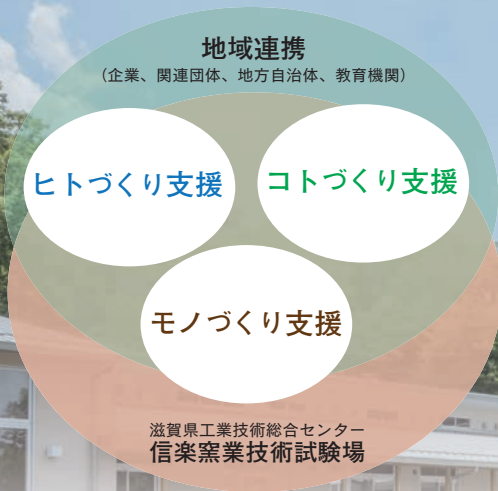 地域連携
（企業、関連団体、地方自治体、教育機関）
ヒトづくり支援
コトづくり支援
モノづくり支援
滋賀県工業技術総合センター
信楽窯業技術試験場